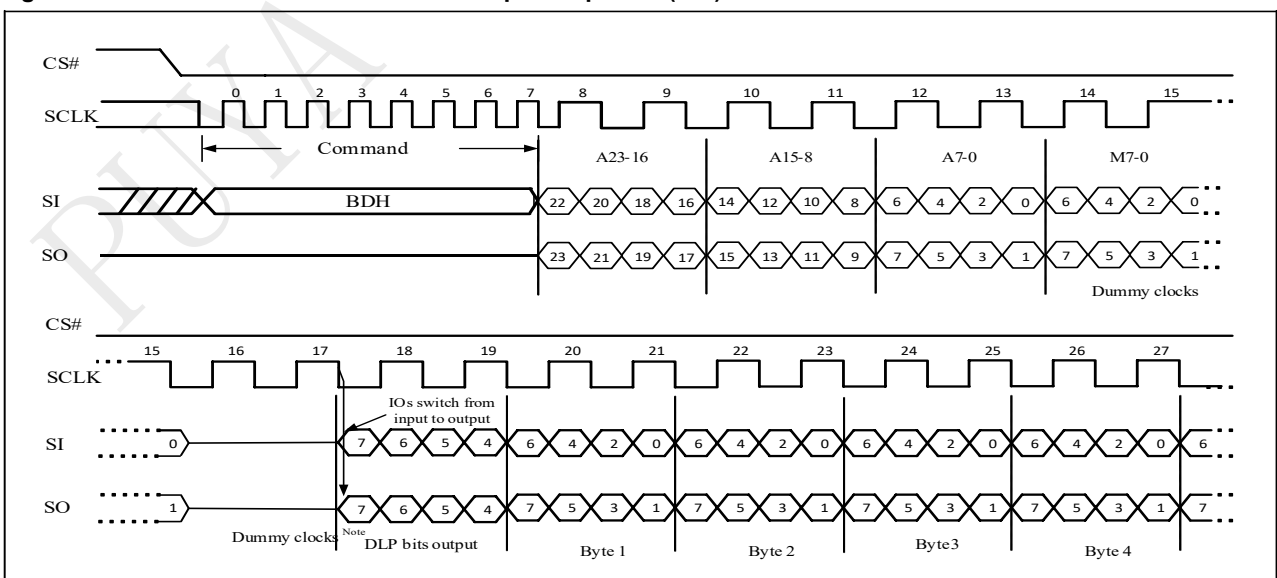 PUYA
CS#
0 1 2 3 4 5 6 7 8 9 10 11 12 13 14 15
SCLK
Command A23-16 A15-8 A7-0 M7-0
SI BDH 22 20 18 16 14 12 10 8 6 4 2 0 6 4 2 0
SO 23 21 19 17 15 13 11 9 7 5 3 1 7 5 3 1
Dummy clocks
CS#
15 16 17 18 19 20 21 22 23 24 25 26 27
SCLK
IOs switch from
input to output
SI 0 7 6 5 4 6 4 2 0 6 4 2 0 6 4 2 0 6 4 2 0 6
SO 1 7 6 5 4 7 5 3 1 7 5 3 1 7 5 3 1 7 5 3 1 7
Dummy clocks Note DLP bits output Byte 1 Byte 2 Byte3 Byte 4